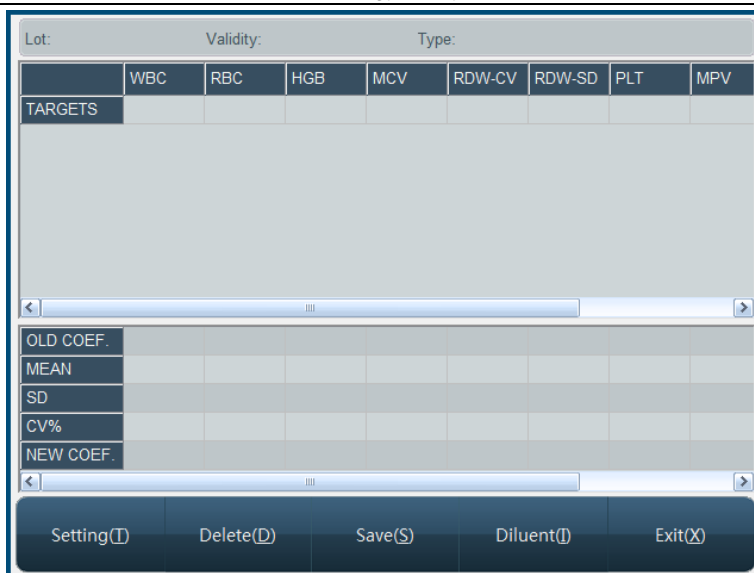 Lot: Validity: Type:
WBC RBC HGB MCV RDW-CV RDW-SD PLT MPV
TARGETS
OLD COEF.
MEAN
SD
CV%
NEW COEF.
Setting(T) Delete(D) Save(S) Diluent(I) Exit(X)